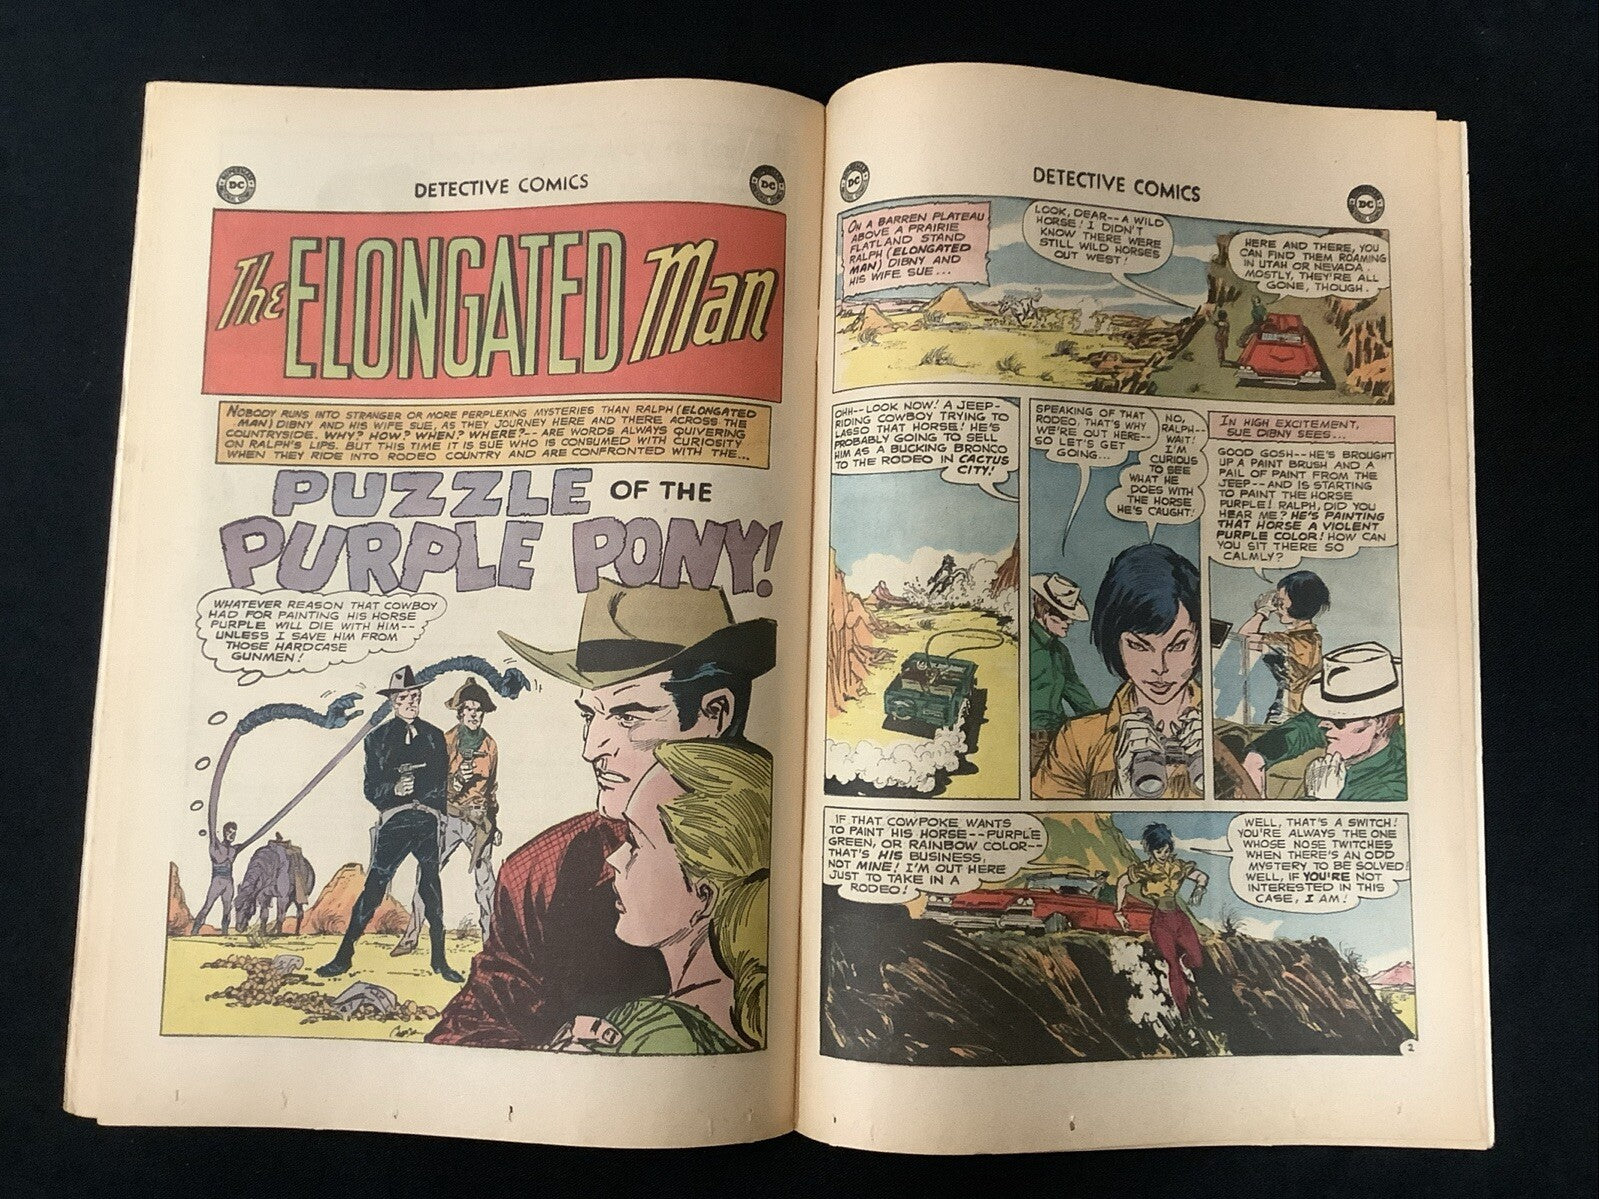 DC
DETECTIVE COMICS
DC
The ELONGATED Man
NOBODY RUNS INTO STRANGER OR MORE PERPLEXING MYSTERIES THAN RALPH (ELONGATED
MAN) DIBNY AND HIS WIFE SUE, AS THEY JOURNEY HERE AND THERE ACROSS THE
COUNTRYSIDE. WHY? HOW? WHEN? WHERE?-- ARE WORDS ALWAYS QUIVERING
ON RALPH'S LIPS. BUT THIS TIME IT IS SUE WHO IS CONSUMED WITH CURIOSITY
WHEN THEY RIDE INTO RODEO COUNTRY AND ARE CONFRONTED WITH THE...
PUZZLE OF THE
PURPLE PONY!
WHATEVER REASON THAT COWBOY
HAD FOR PAINTING HIS HORSE
PURPLE WILL DIE WITH HIM--
UNLESS I SAVE HIM FROM
THOSE HARDCASE
GUNMEN!
DC
DETECTIVE COMICS
DC
ON A BARREN PLATEAU
ABOVE A PRAIRIE
FLATLAND STAND
RALPH (ELONGATED
MAN) DIBNY AND
HIS WIFE SUE...
LOOK, DEAR--A WILD
HORSE! I DIDN'T
KNOW THERE WERE
STILL WILD HORSES
OUT WEST!
HERE AND THERE, YOU
CAN FIND THEM ROAMING
IN UTAH OR NEVADA.
MOSTLY, THEY'RE ALL
GONE, THOUGH.
OHH--LOOK NOW! A JEEP-
RIDING COWBOY TRYING TO
LASSO THAT HORSE! HE'S
PROBABLY GOING TO SELL
HIM AS A BUCKING BRONCO
TO THE RODEO IN CACTUS
CITY!
SPEAKING OF THAT
RODEO, THAT'S WHY
WE'RE OUT HERE--
SO LET'S GET
GOING...
NO,
RALPH--
WAIT!
I'M
CURIOUS
TO SEE
WHAT HE
DOES WITH
THE HORSE
HE'S CAUGHT!
IN HIGH EXCITEMENT,
SUE DIBNY SEES...
GOOD GOSH--HE'S BROUGHT
UP A PAINT BRUSH AND A
PAIL OF PAINT FROM THE
JEEP--AND IS STARTING
TO PAINT THE HORSE
PURPLE! RALPH, DID YOU
HEAR ME? HE'S PAINTING
THAT HORSE A VIOLENT
PURPLE COLOR! HOW CAN
YOU SIT THERE SO
CALMLY?
IF THAT COWPOKE WANTS
TO PAINT HIS HORSE--PURPLE
GREEN, OR RAINBOW COLOR--
THAT'S HIS BUSINESS,
NOT MINE! I'M OUT HERE
JUST TO TAKE IN A
RODEO!
WELL, THAT'S A SWITCH!
YOU'RE ALWAYS THE ONE
WHOSE NOSE TWITCHES
WHEN THERE'S AN ODD
MYSTERY TO BE SOLVED!
WELL, IF YOU'RE NOT
INTERESTED IN THIS
CASE, I AM!
2